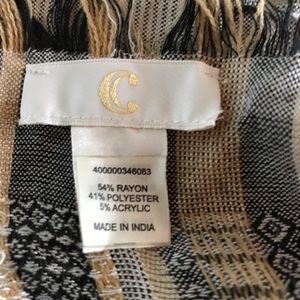 C
400000346083
54% RAYON
41% POLYESTER
5% ACRYLIC
MADE IN INDIA